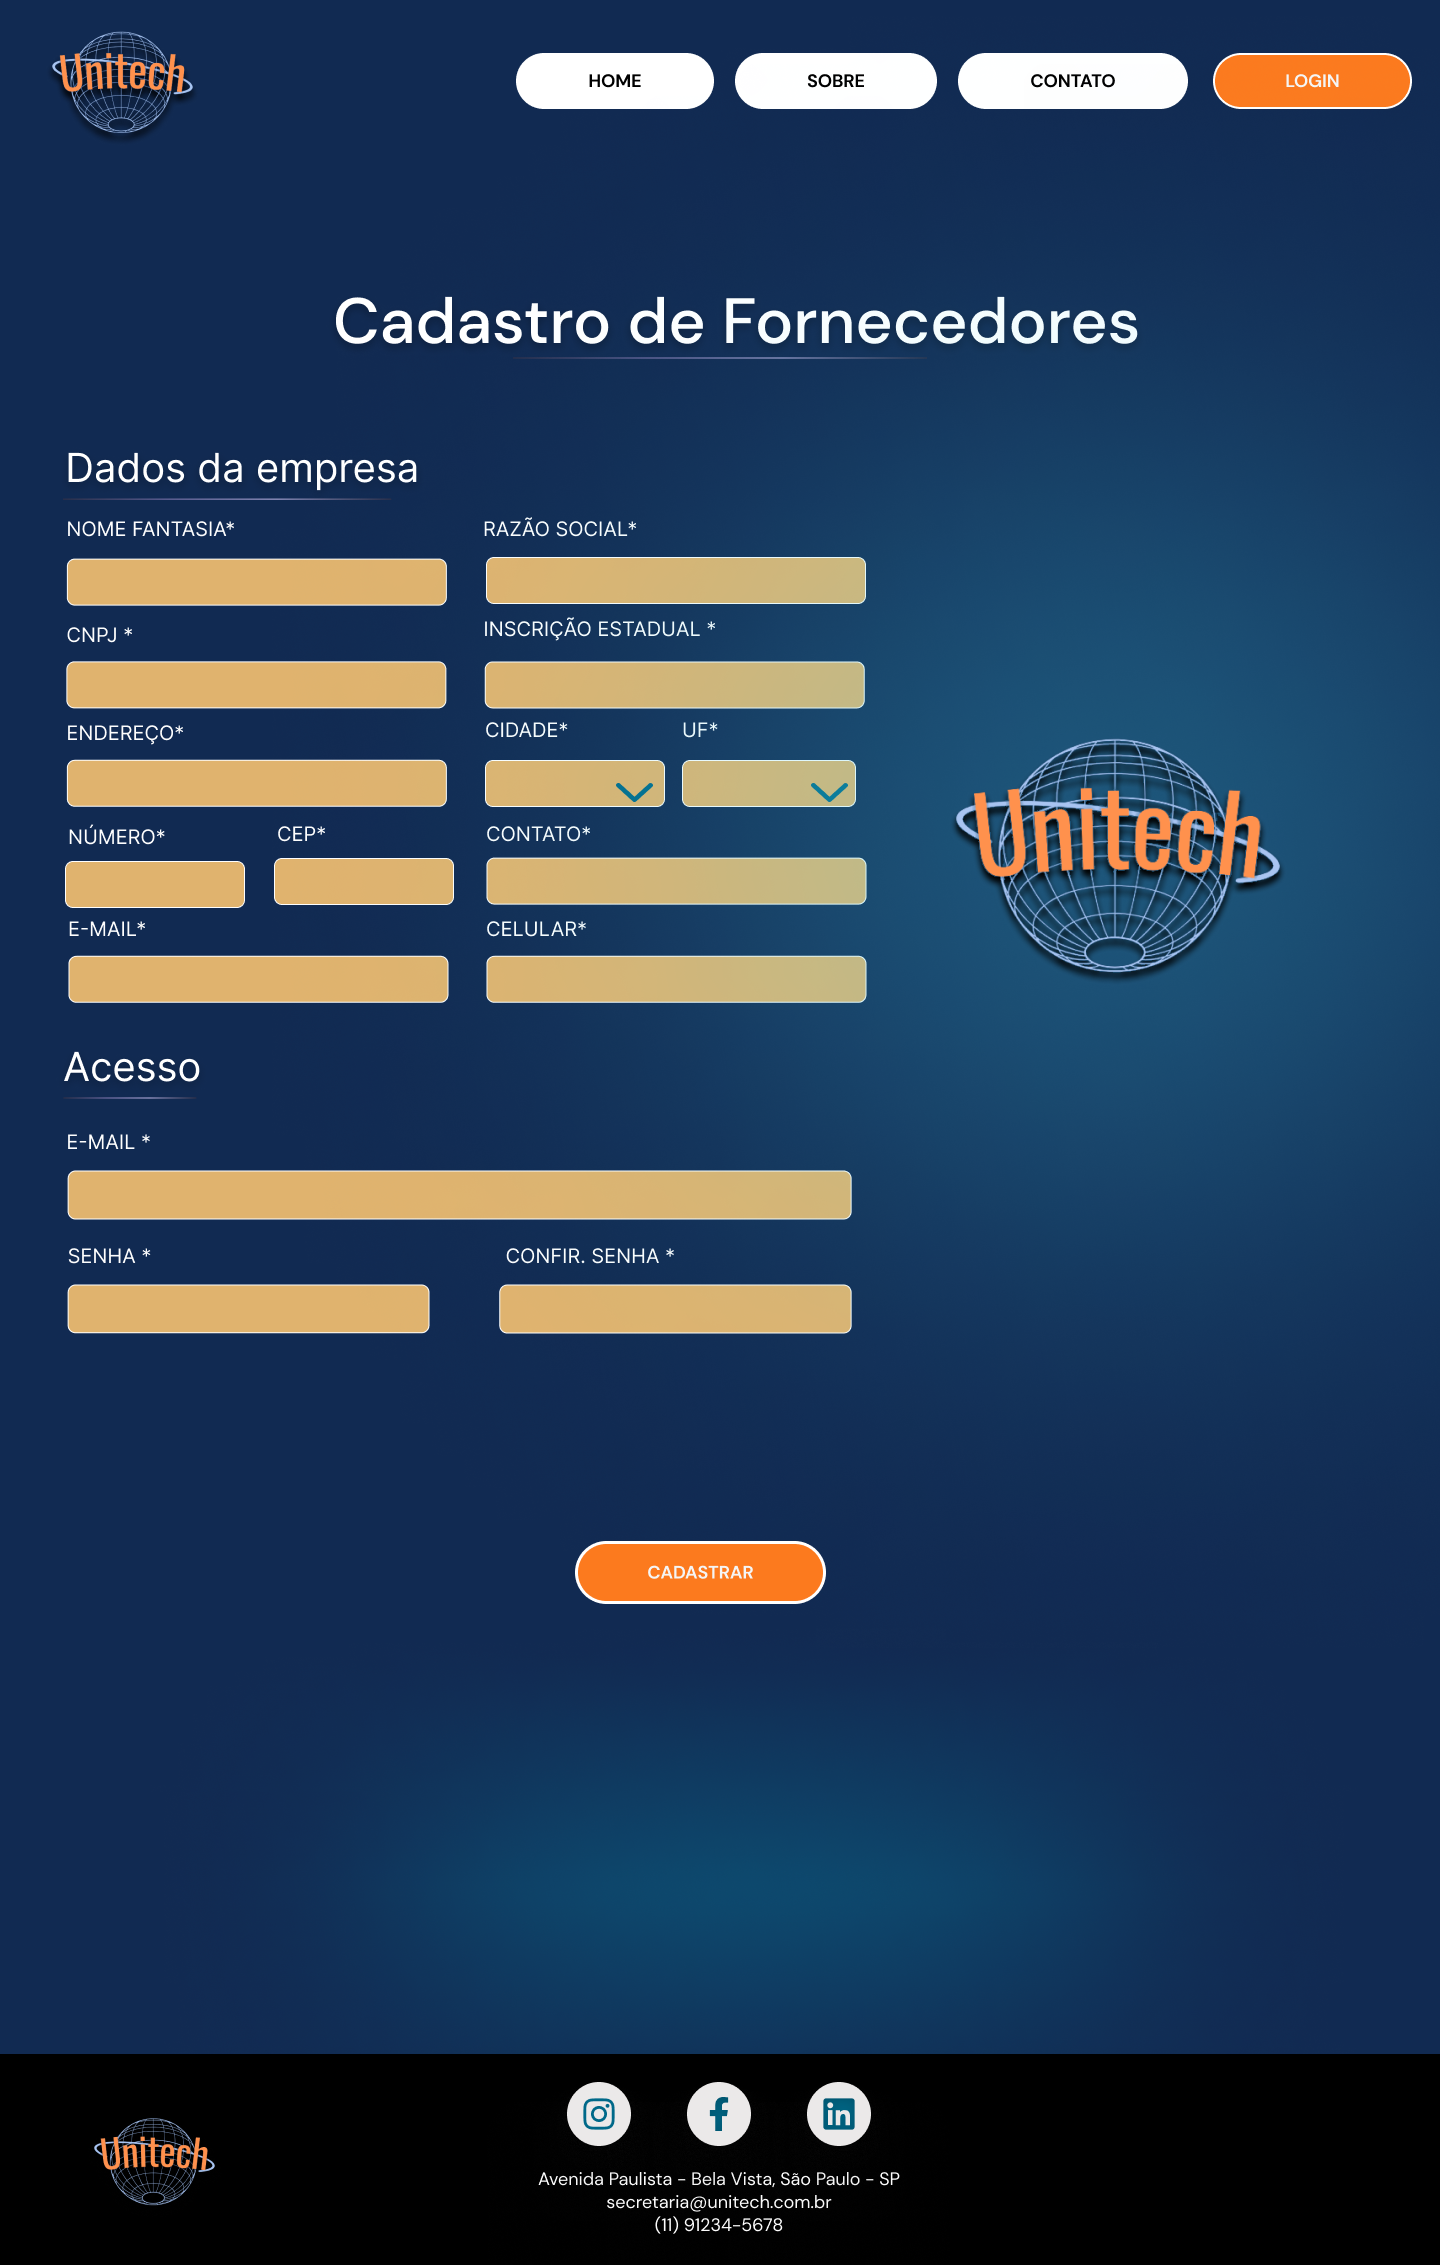 Unitech
HOME
SOBRE
CONTATO
LOGIN
Cadastro de Fornecedores
Dados da empresa
NOME FANTASIA*
RAZÃO SOCIAL*
CNPJ *
INSCRIÇÃO ESTADUAL *
ENDEREÇO*
CIDADE*
UF*
NÚMERO*
CEP*
CONTATO*
E-MAIL*
CELULAR*
Unitech
Acesso
E-MAIL *
SENHA *
CONFIR. SENHA *
CADASTRAR
Unitech
Avenida Paulista - Bela Vista, São Paulo - SP
secretaria@unitech.com.br
(11) 91234-5678